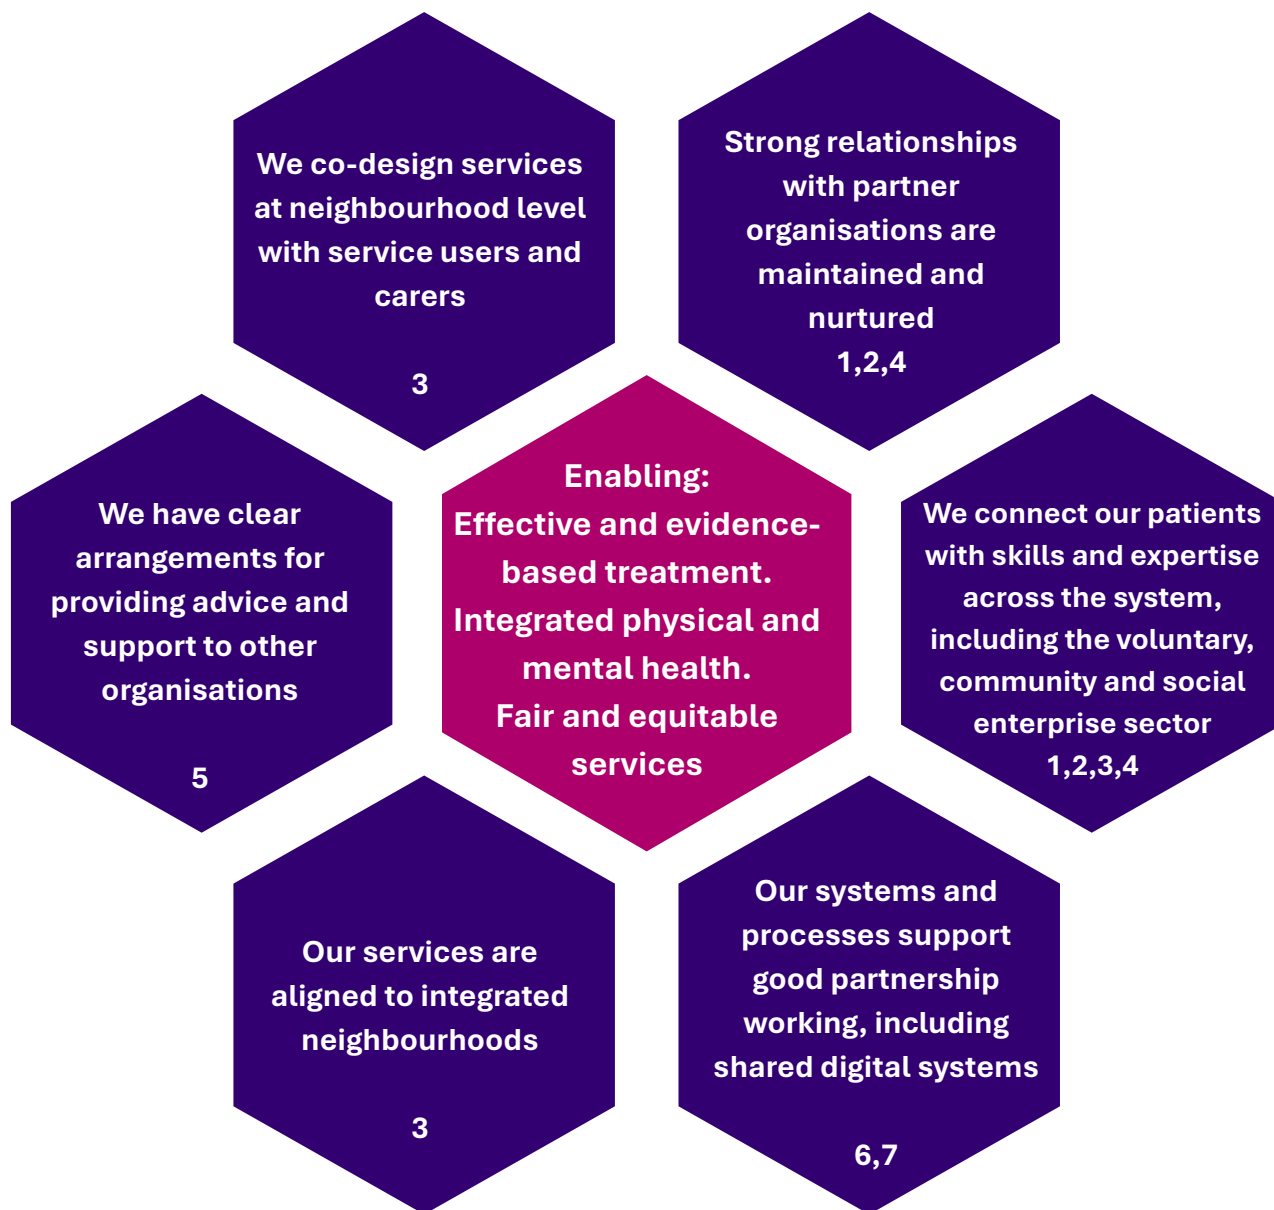 We co-design services
at neighbourhood level
with service users and
carers
3
Strong relationships
with partner
organisations are
maintained and
nurtured
1,2,4
We have clear
arrangements for
providing advice and
support to other
organisations
5
Enabling:
Effective and evidence-
based treatment.
Integrated physical and
mental health.
Fair and equitable
services
We connect our patients
with skills and expertise
across the system,
including the voluntary,
community and social
enterprise sector
1,2,3,4
Our services are
aligned to integrated
neighbourhoods
3
Our systems and
processes support
good partnership
working, including
shared digital systems
6,7